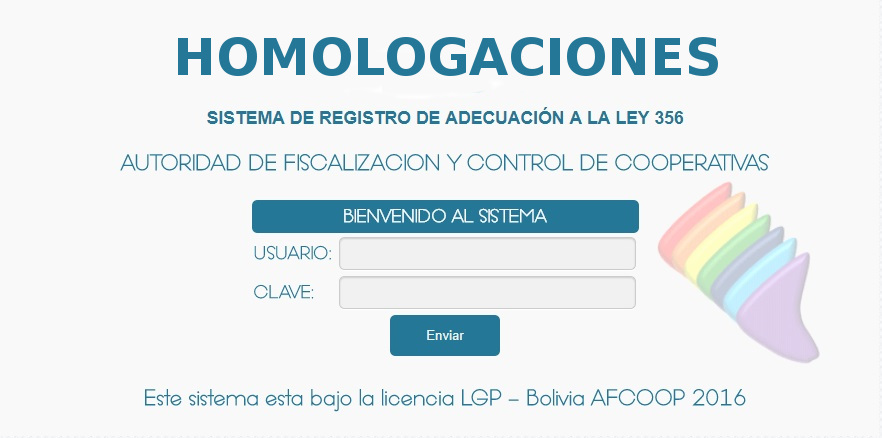 HOMOLOGACIONES
SISTEMA DE REGISTRO DE ADECUACIÓN A LA LEY 356
AUTORIDAD DE FISCALIZACION Y CONTROL DE COOPERATIVAS
BIENVENIDO AL SISTEMA
USUARIO:
CLAVE:
Enviar
Este sistema esta bajo la licencia LGP – Bolivia AFCOOP 2016